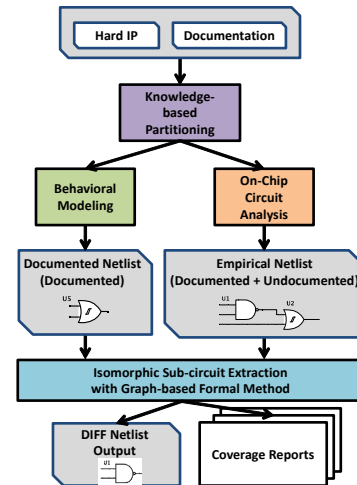 Hard IP
Documentation
Knowledge-
based
Partitioning
Behavioral
Modeling
On-Chip
Circuit
Analysis
Documented Netlist
(Documented)
U5
Empirical Netlist
(Documented + Undocumented)
U1
U2
Isomorphic Sub-circuit Extraction
with Graph-based Formal Method
DIFF Netlist
Output
U1
Coverage Reports